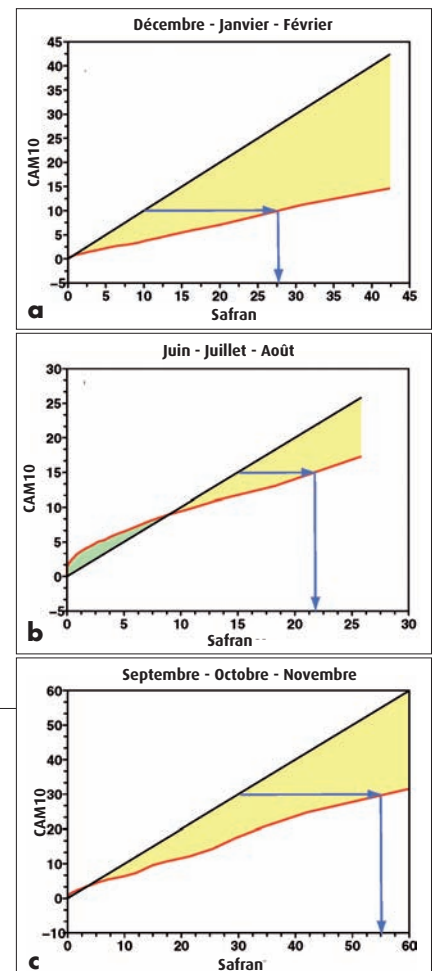 Décembre - Janvier - Février
45
40
35
30
25
20
15
10
5
0
-5
CAM10
0 5 10 15 20 25 30 35 40 45
Safran
a
Juin - Juillet - Août
30
25
20
15
10
5
0
-5
CAM10
0 5 10 15 20 25 30
Safran
b
Septembre - Octobre - Novembre
60
50
40
30
20
10
0
-10
CAM10
0 10 20 30 40 50 60
Safran
c